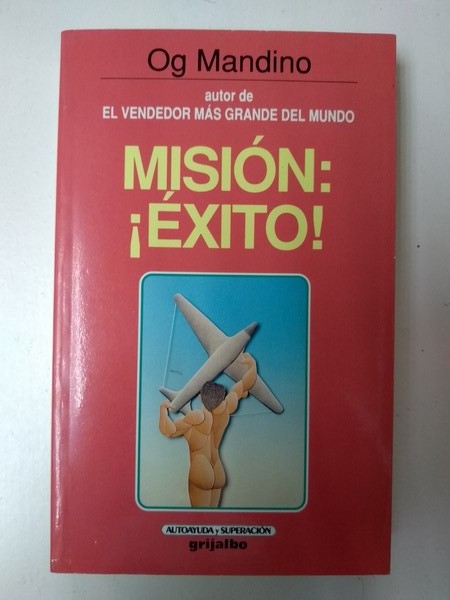 Og Mandino
autor de
EL VENDEDOR MÁS GRANDE DEL MUNDO
MISIÓN:
¡ÉXITO!
AUTOAYUDA y SUPERACIÓN
grijalbo